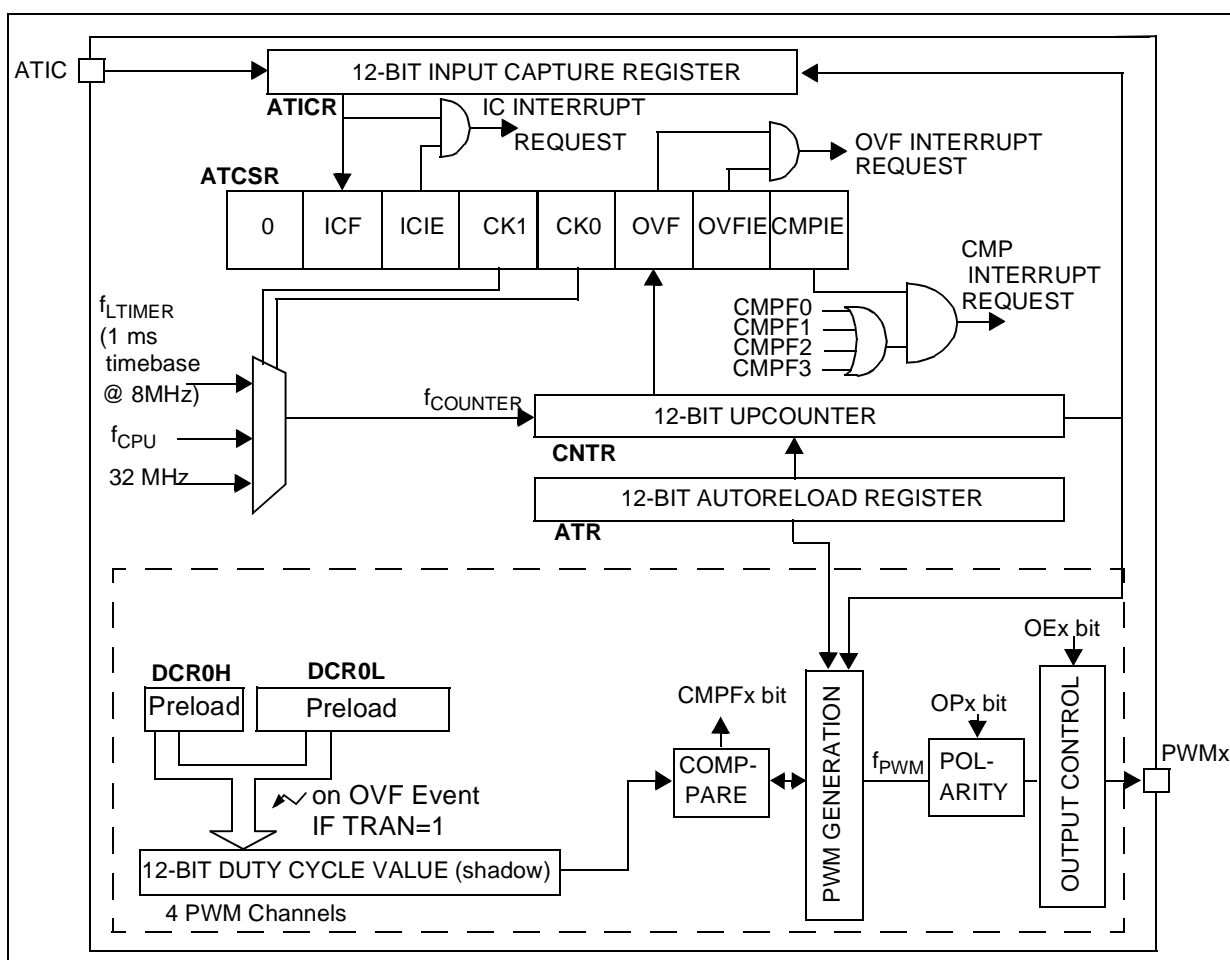 ATIC
12-BIT INPUT CAPTURE REGISTER
ATICR
IC INTERRUPT
REQUEST
OVF INTERRUPT
REQUEST
ATCSR
0 ICF ICIE CK1 CK0 OVF OVFIE CMPIE
CMP
INTERRUPT
REQUEST
fLTIMER
(1 ms
timebase
@ 8MHz)
CMPF0
CMPF1
CMPF2
CMPF3
fCOUNTER
12-BIT UPCOUNTER
CNTR
fCPU
32 MHz
12-BIT AUTORELOAD REGISTER
ATR
OEx bit
DCR0H
DCR0L
Preload
Preload
CMPFx bit
OPx bit
COMP-
PARE
PWM GENERATION
fPWM
POL-
ARITY
OUTPUT CONTROL
PWMx
on OVF Event
IF TRAN=1
12-BIT DUTY CYCLE VALUE (shadow)
4 PWM Channels